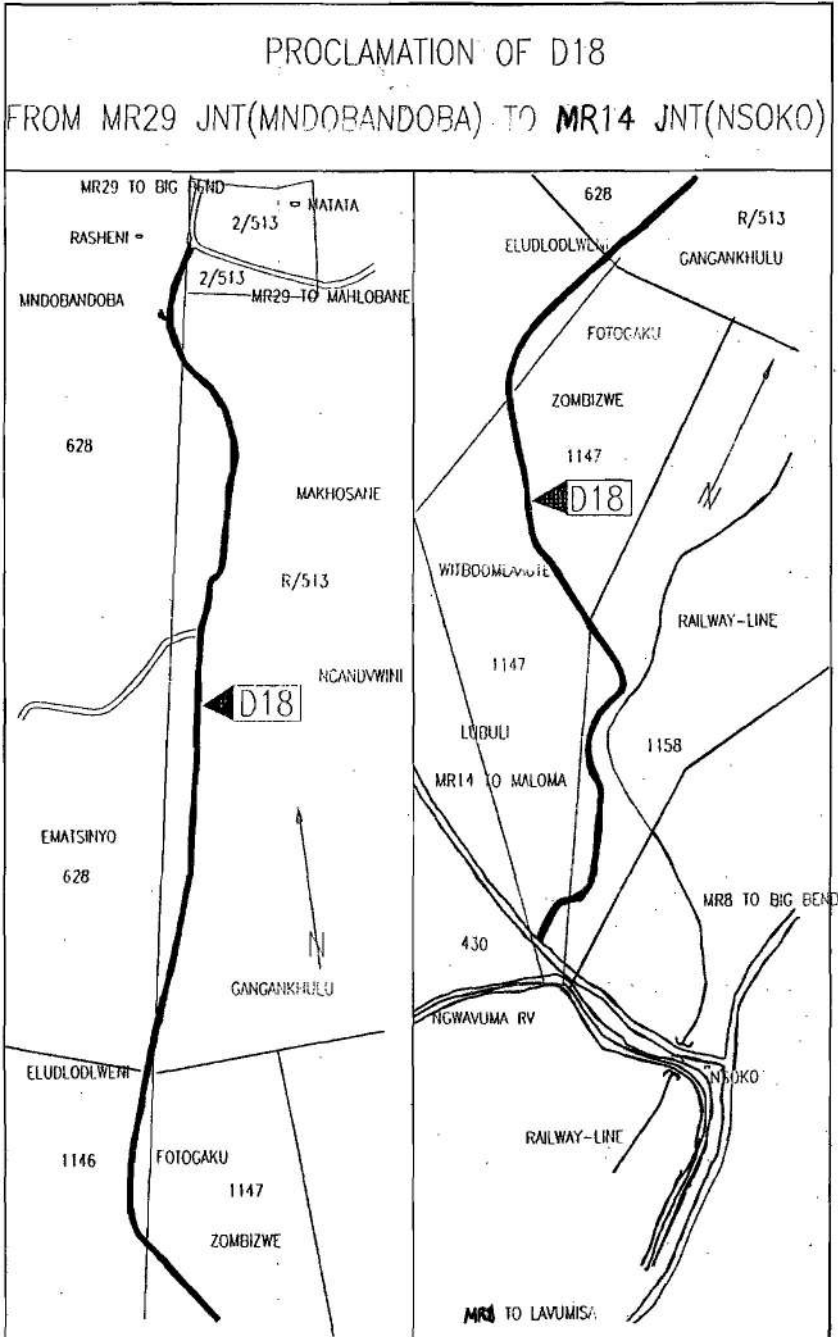 PROCLAMATION OF D18
FROM MR29 JNT(MNDOBANDOBA) TO MR14 JNT(NSOKO)
MR29 TO BIG BEND
MATATA
2/513
RASHENI
2/513
MR29 TO MAHLOBANE
MNDOBANDOBA
628
MAKHOSANE
R/513
NCANDVWINI
D18
EMATSINYO
628
N
GANGANKHULU
ELUDLODLWENI
1146
FOTOGAKU
1147
ZOMBIZWE
628
R/513
ELUDLODLWENI
GANGANKHULU
FOTOGAKU
ZOMBIZWE
1147
N
D18
RAILWAY-LINE
1147
1158
LUBULI
MR14 TO MALOMA
MR8 TO BIG BEND
430
NGWAVUMA RV
NSOKO
RAILWAY-LINE
MR8 TO LAVUMISA